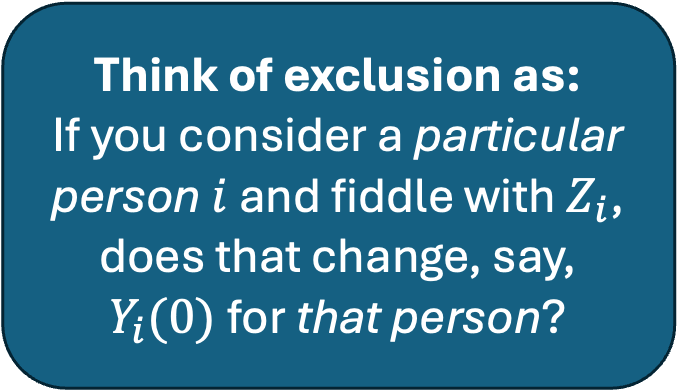 Think of exclusion as:
If you consider a particular
person i and fiddle with Zᵢ,
does that change, say,
Yᵢ(0) for that person?